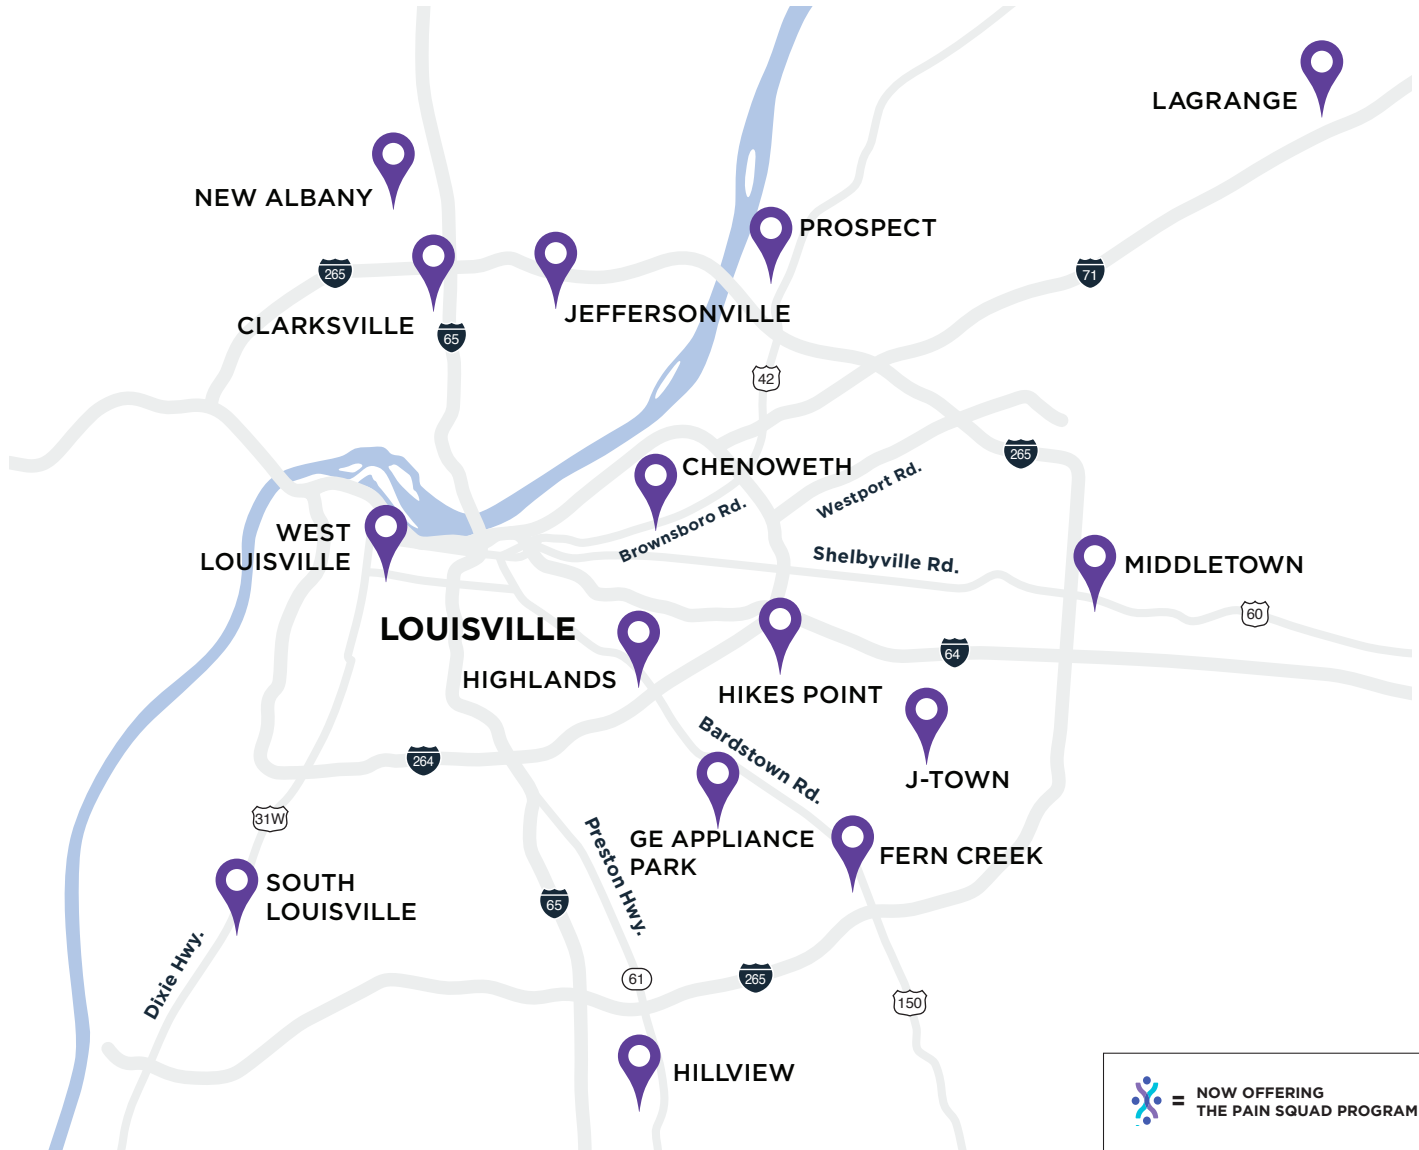 LAGRANGE
NEW ALBANY
PROSPECT
265
71
JEFFERSONVILLE
CLARKSVILLE
65
42
265
CHENOWETH
Westport Rd.
Brownsboro Rd.
WEST
LOUISVILLE
Shelbyville Rd.
MIDDLETOWN
60
LOUISVILLE
64
HIGHLANDS
HIKES POINT
Bardstown Rd.
264
J-TOWN
31W
GE APPLIANCE
PARK
Preston Hwy.
FERN CREEK
SOUTH
LOUISVILLE
65
Dixie Hwy.
61
265
150
HILLVIEW
= NOW OFFERING
THE PAIN SQUAD PROGRAM